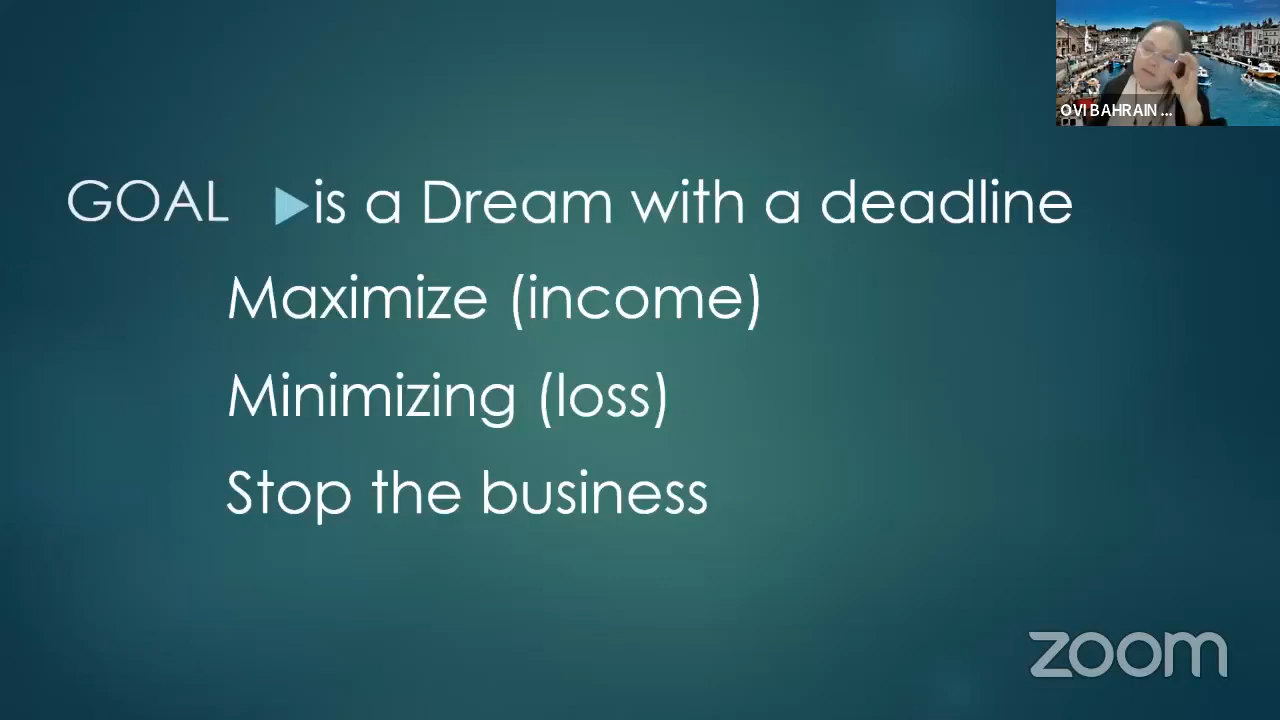 OVI BAHRAIN ...
GOAL is a Dream with a deadline
Maximize (income)
Minimizing (loss)
Stop the business
zoom